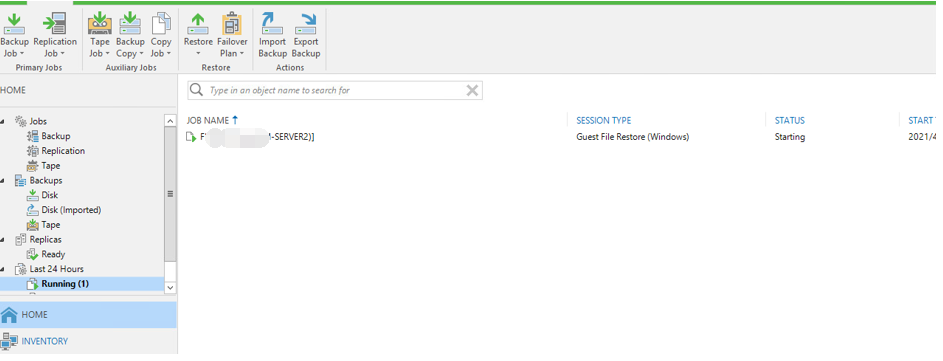 Backup Job
Replication Job
Tape Job
Backup Copy
Copy Job
Restore
Failover Plan
Import Backup
Export Backup
Primary Jobs
Auxiliary Jobs
Restore
Actions
HOME
Type in an object name to search for
Jobs
Backup
Replication
Tape
Backups
Disk
Disk (Imported)
Tape
Replicas
Ready
Last 24 Hours
Running (1)
HOME
INVENTORY
JOB NAME SESSION TYPE STATUS START T
-SERVER2)] Guest File Restore (Windows) Starting 2021/4